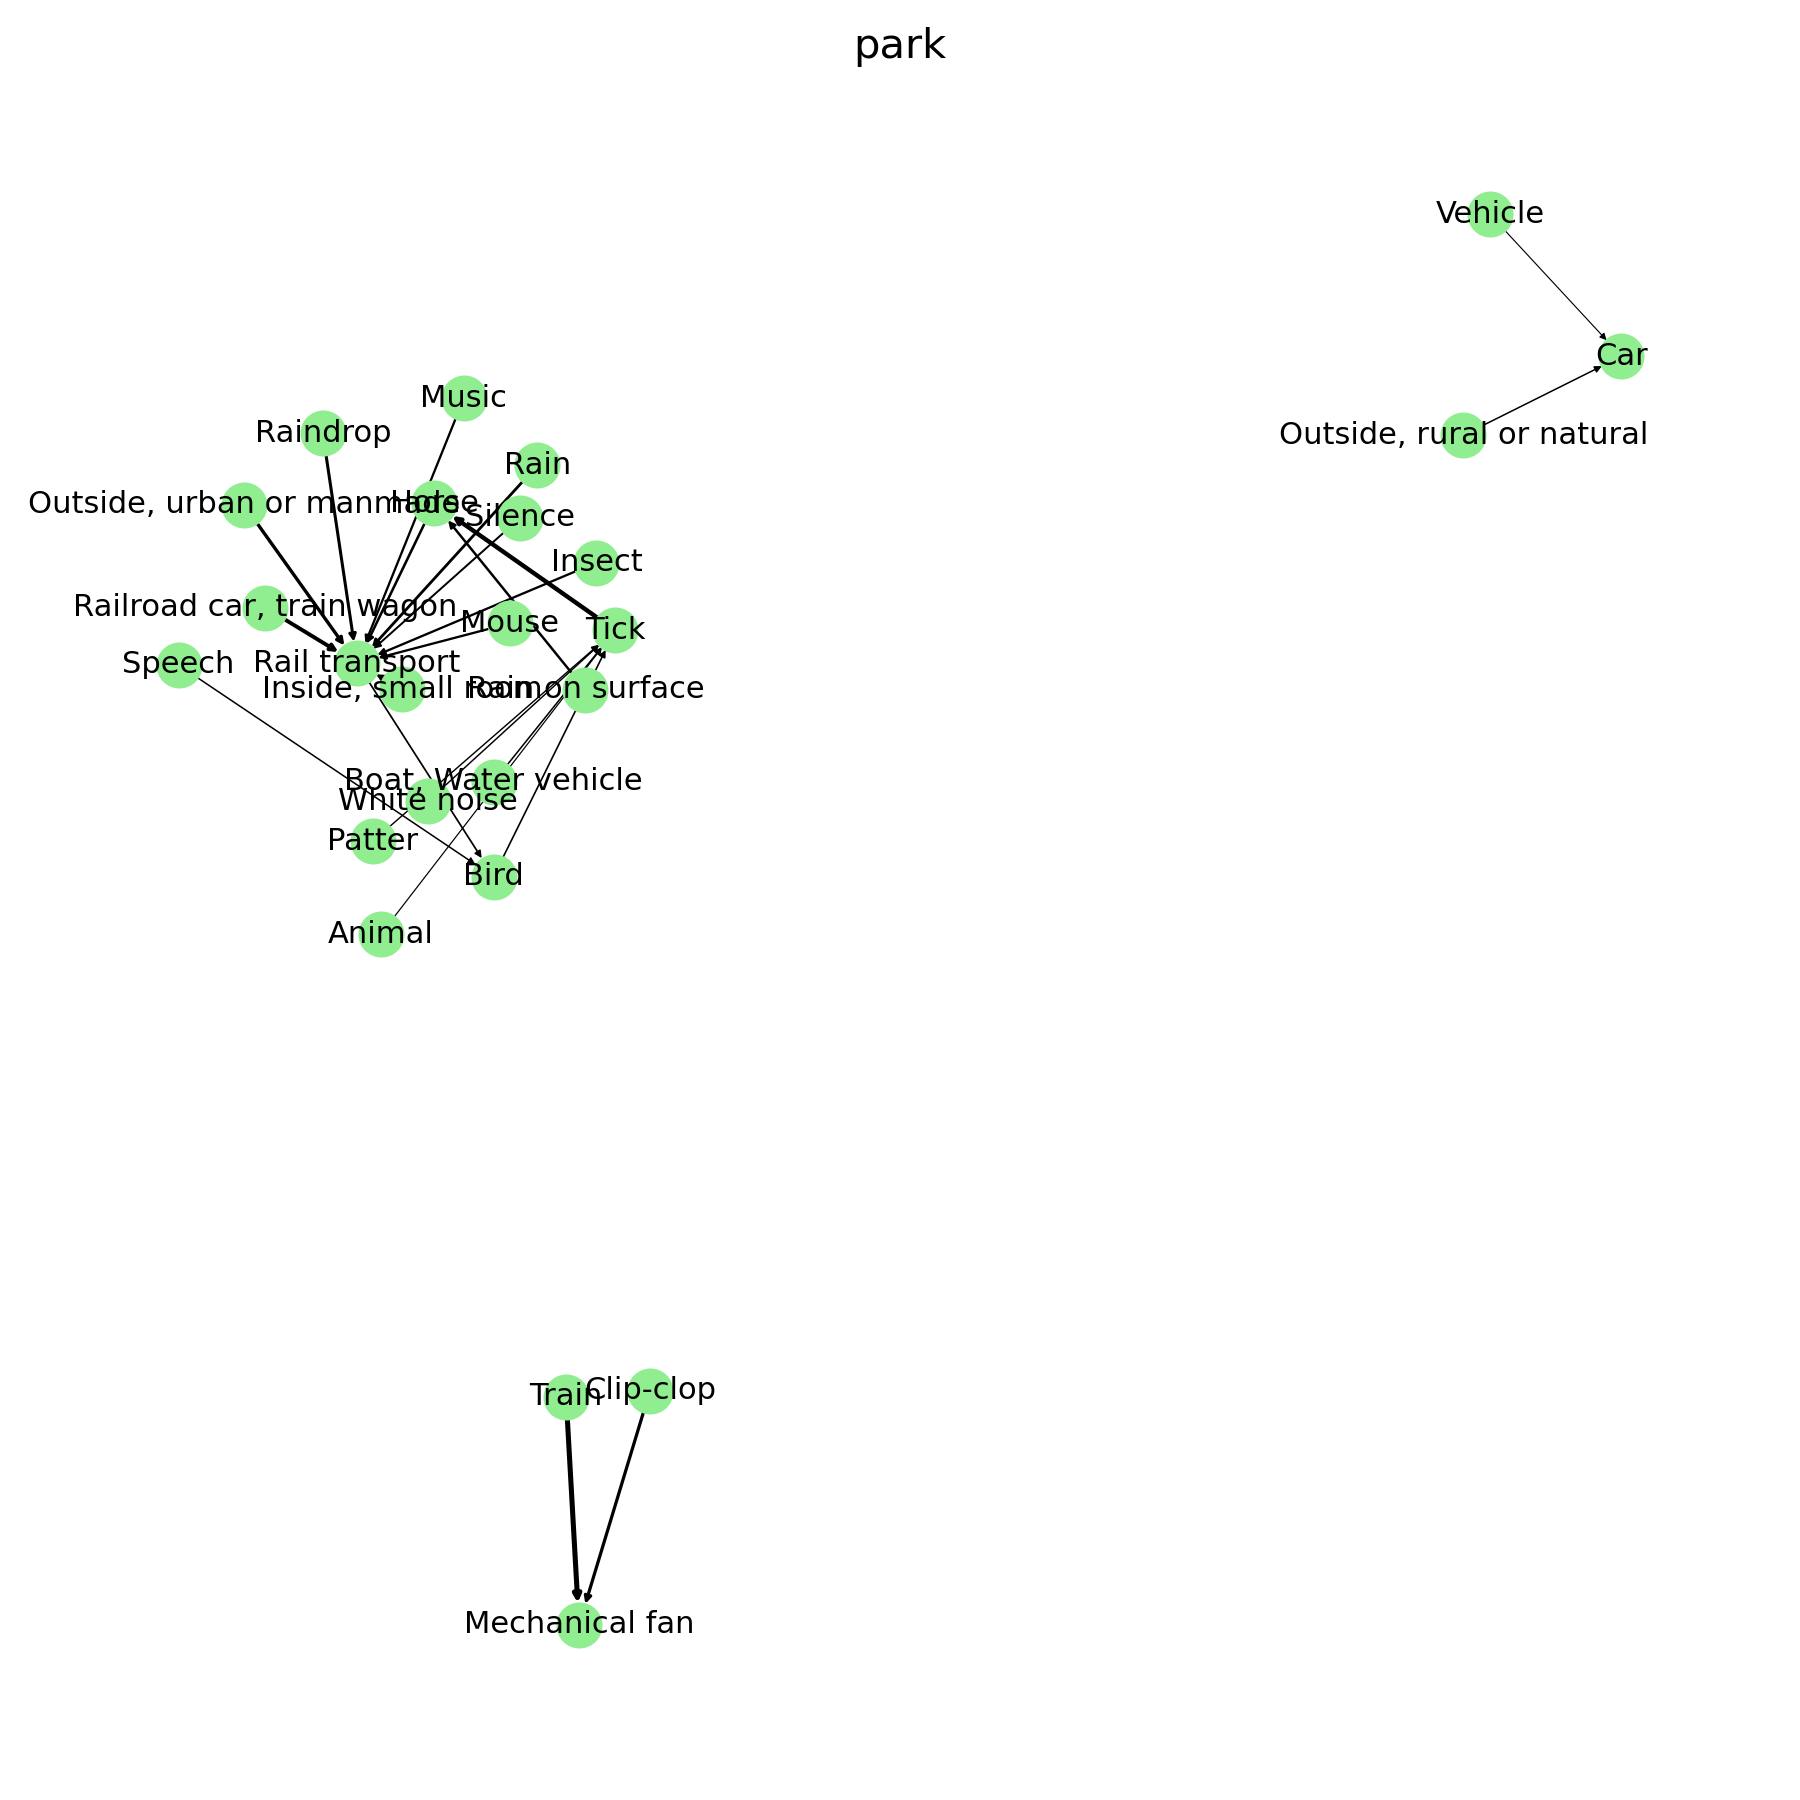 park
Vehicle
Car
Music
Raindrop
Outside, rural or natural
Rain
Outside, urban or manmade
Horse
Silence
Insect
Railroad car, train wagon
Mouse
Tick
Speech
Rail transport
Inside, small room
Rain on surface
Boat, Water vehicle
White noise
Patter
Bird
Animal
Train
Clip-clop
Mechanical fan